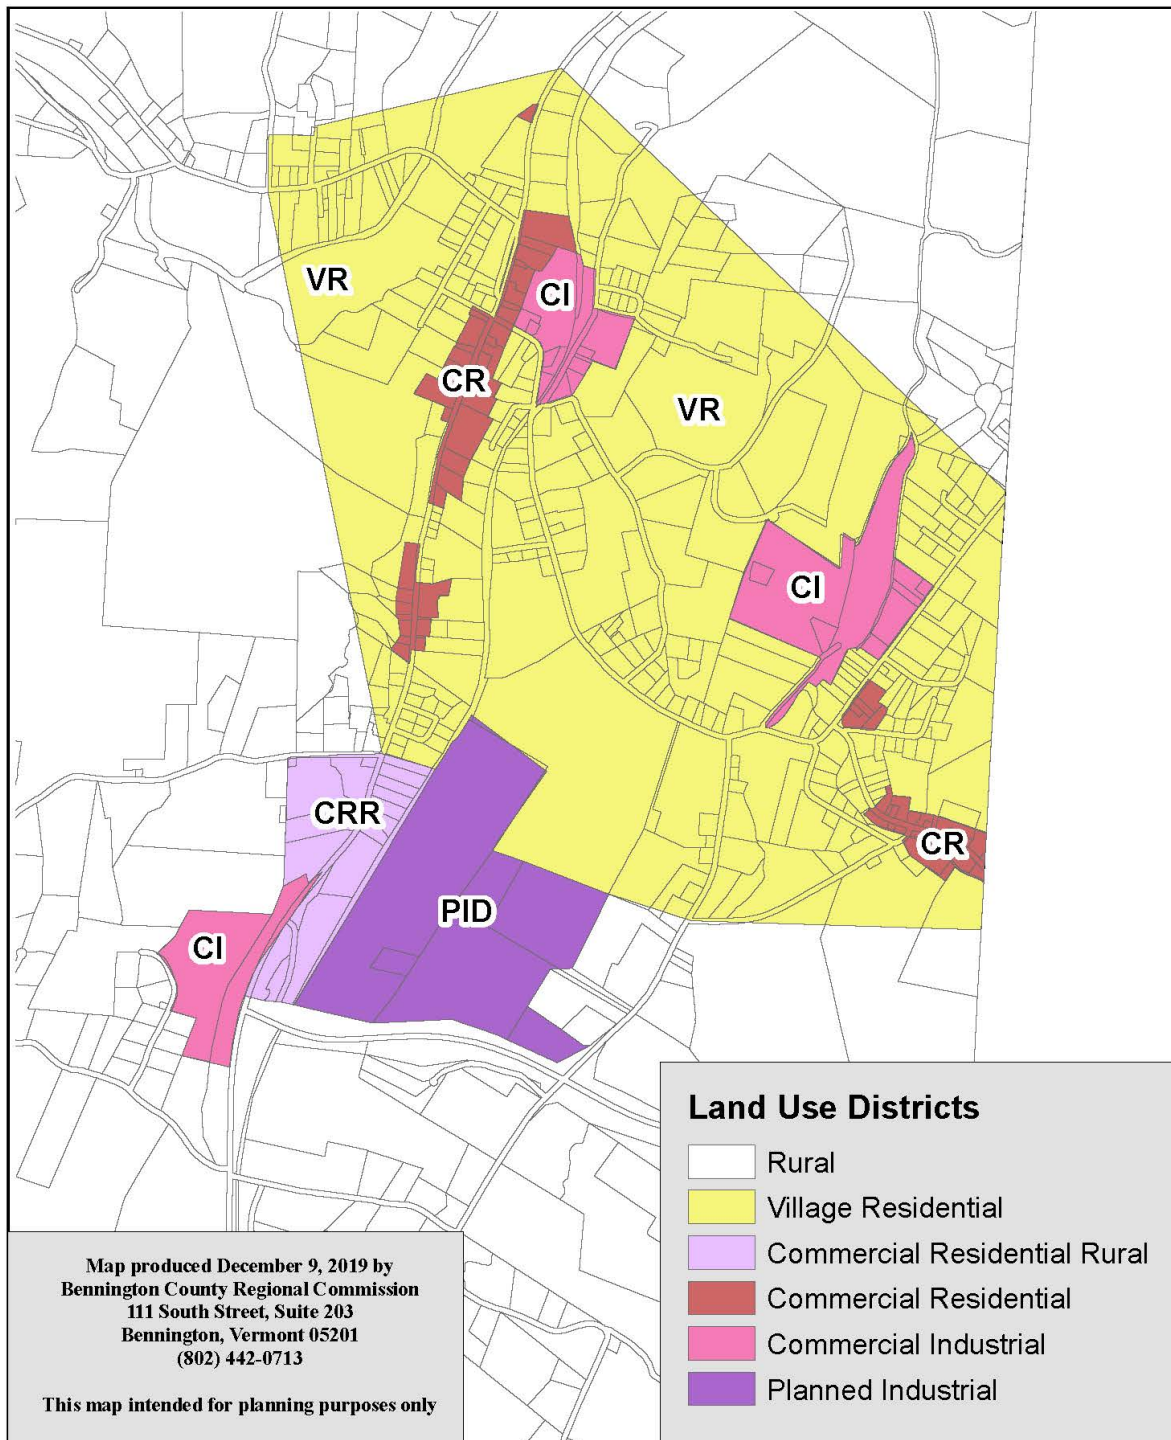 VR
CI
CR
VR
CI
CRR
CR
PID
CI
Land Use Districts
Rural
Village Residential
Commercial Residential Rural
Commercial Residential
Commercial Industrial
Planned Industrial
Map produced December 9, 2019 by
Bennington County Regional Commission
111 South Street, Suite 203
Bennington, Vermont 05201
(802) 442-0713
This map intended for planning purposes only